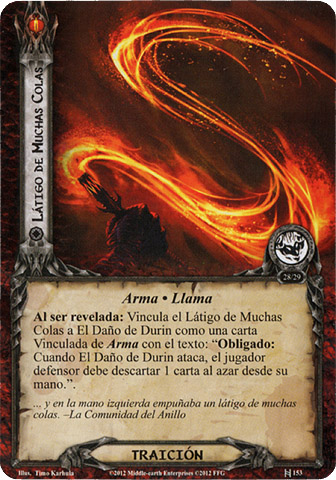 LÁTIGO DE MUCHAS COLAS
28/29
Arma • Llama
Al ser revelada: Vincula el Látigo de Muchas
Colas a El Daño de Durin como una carta
Vinculada de Arma con el texto: “Obligado:
Cuando El Daño de Durin ataca, el jugador
defensor debe descartar 1 carta al azar desde su
mano.”.
... y en la mano izquierda empuñaba un látigo de muchas
colas. –La Comunidad del Anillo
TRAICIÓN
Illus. Timo Karhula ©2012 Middle-earth Enterprises ©2012 FFG 153